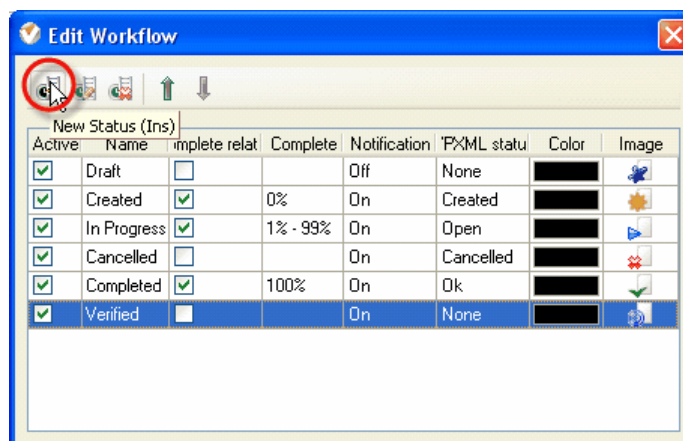 Edit Workflow
New Status (Ins)
Active Name omplete relat Complete Notification 'PXML statu Color Image
Draft Off None
Created 0% On Created
In Progress 1% - 99% On Open
Cancelled On Cancelled
Completed 100% On Ok
Verified On None